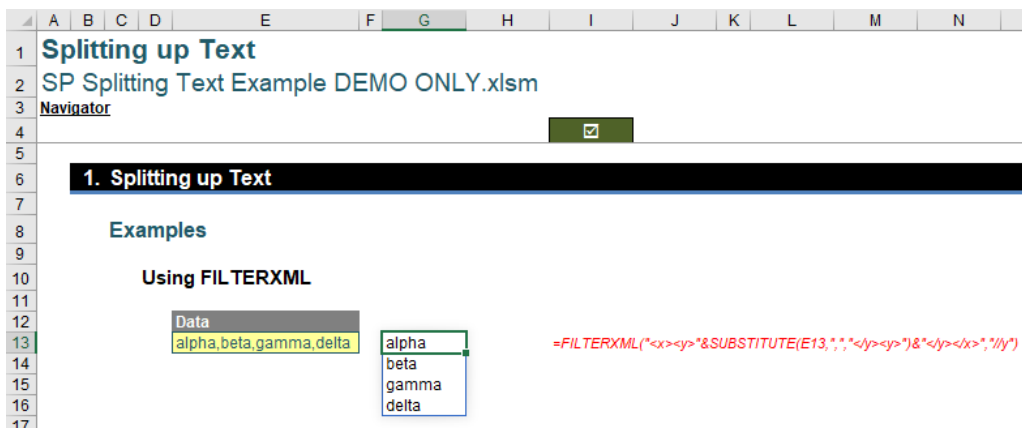 A B C D E F G H I J K L M N
1 Splitting up Text
2 SP Splitting Text Example DEMO ONLY.xlsm
3 Navigator
4 ☑
5
6 1. Splitting up Text
7
8 Examples
9
10 Using FILTERXML
11
12 Data
13 alpha,beta,gamma,delta alpha =FILTERXML("<x><y>"&SUBSTITUTE(E13,",","</y><y>")&"</y></x>","//y")
14 beta
15 gamma
16 delta
17